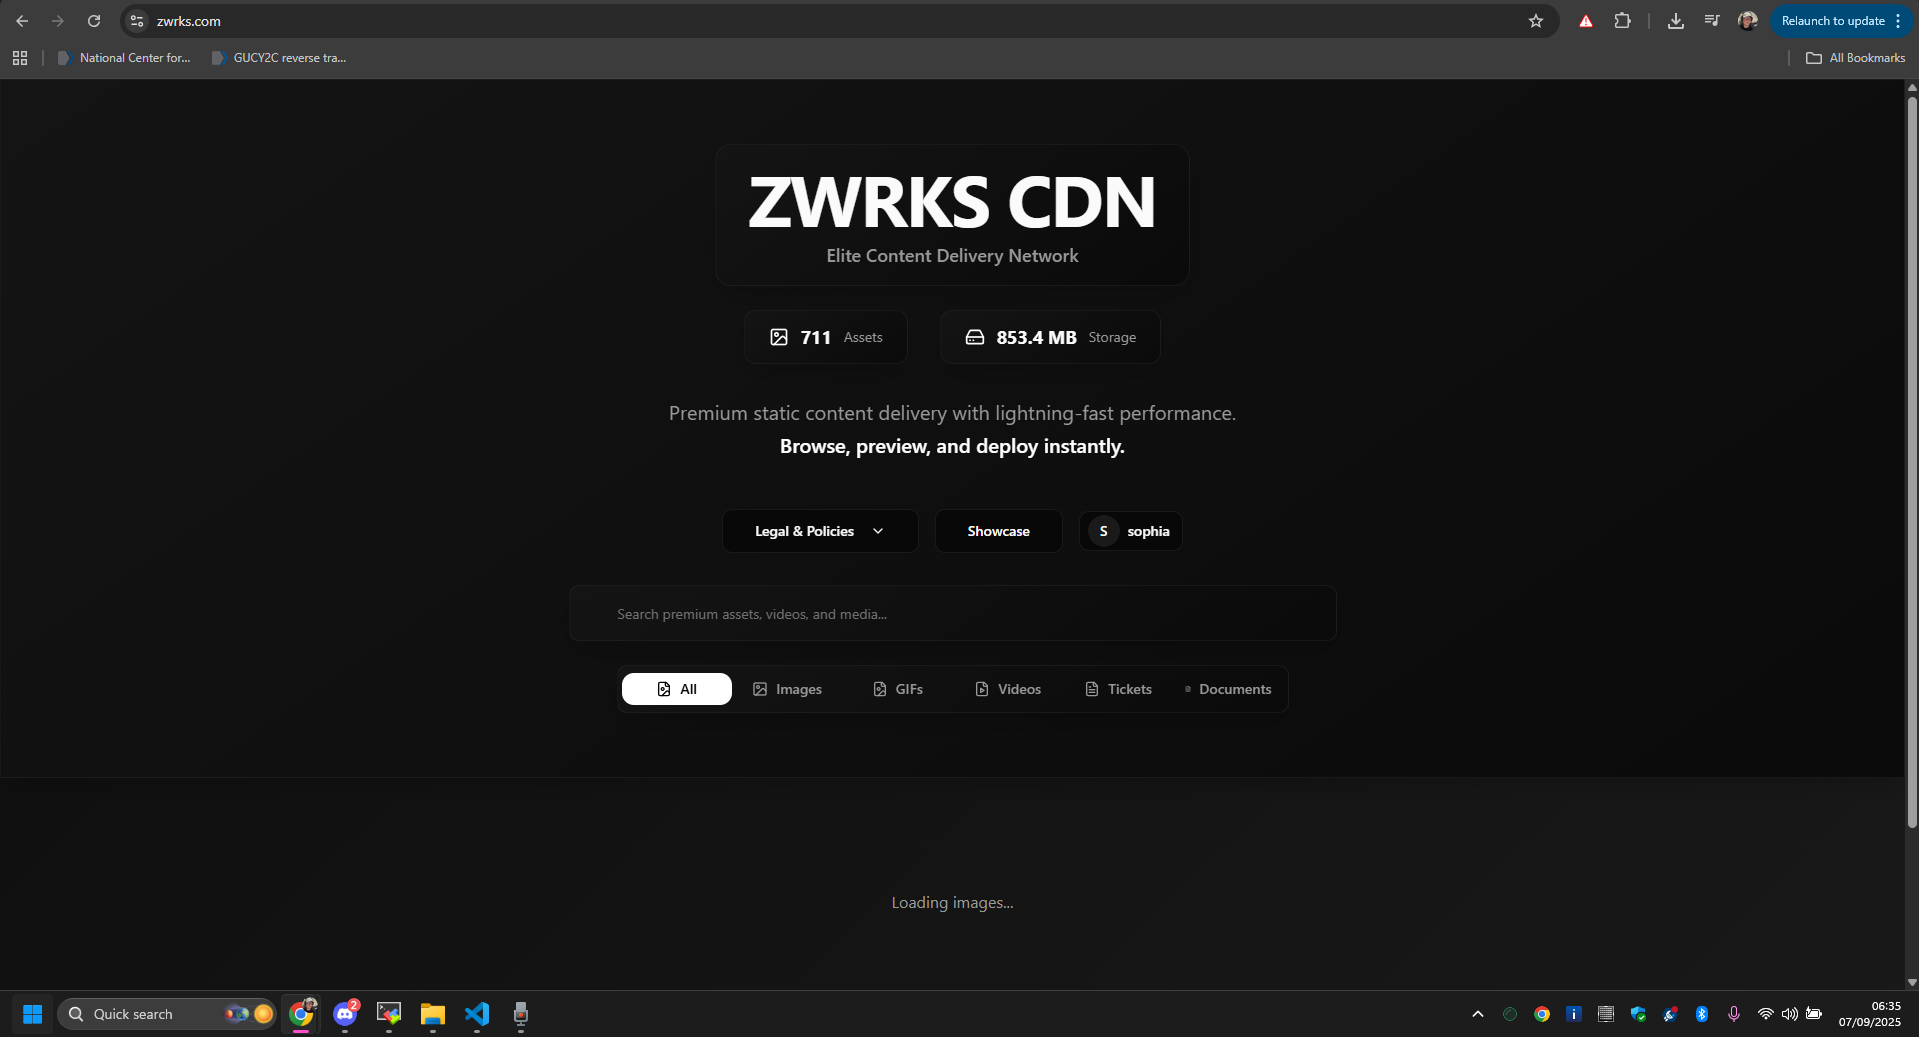 zwrks.com
Relaunch to update
National Center for...
GUCY2C reverse tra...
All Bookmarks
ZWRKS CDN
Elite Content Delivery Network
711 Assets
853.4 MB Storage
Premium static content delivery with lightning-fast performance.
Browse, preview, and deploy instantly.
Legal & Policies
Showcase
S sophia
Search premium assets, videos, and media...
All
Images
GIFs
Videos
Tickets
Documents
Loading images...
Quick search
2
06:35
07/09/2025